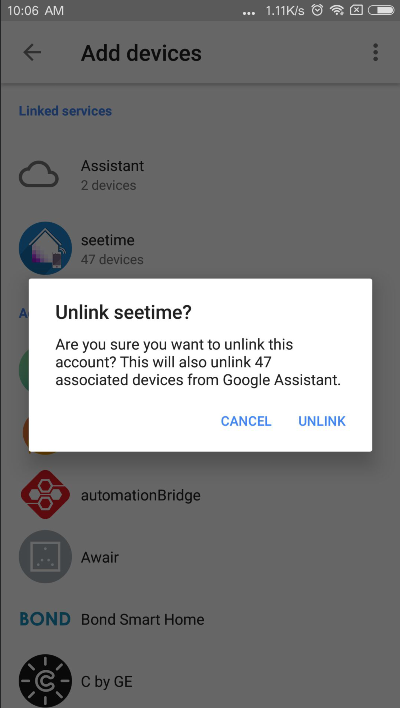 10:06 AM
... 1.11K/s
Add devices
Linked services
Assistant
2 devices
seetime
47 devices
Unlink seetime?
Are you sure you want to unlink this
account? This will also unlink 47
associated devices from Google Assistant.
CANCEL UNLINK
automationBridge
Awair
BOND Bond Smart Home
C by GE